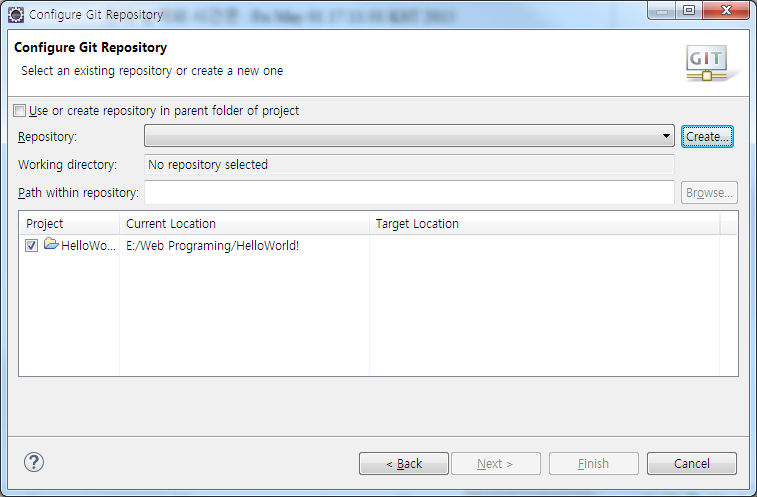 Configure Git Repository
Configure Git Repository
Select an existing repository or create a new one
GIT
Use or create repository in parent folder of project
Repository:
Create...
Working directory: No repository selected
Path within repository:
Browse...
Project Current Location Target Location
HelloWo... E:/Web Programing/HelloWorld!
?
< Back
Next >
Finish
Cancel